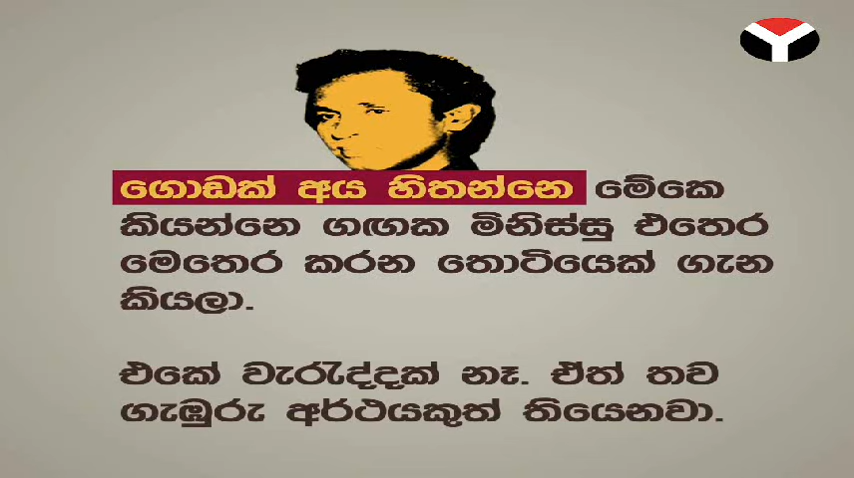 ගොඩක් අය හිතන්නෙ මේකෙ
කියන්නෙ ගඟක මිනිස්සු එතෙර
මෙතෙර කරන තොටියෙක් ගැන
කියලා.
එකේ වැරැද්දක් නෑ. ඒත් තව
ගැඹුරු අර්ථයකුත් තියෙනවා.